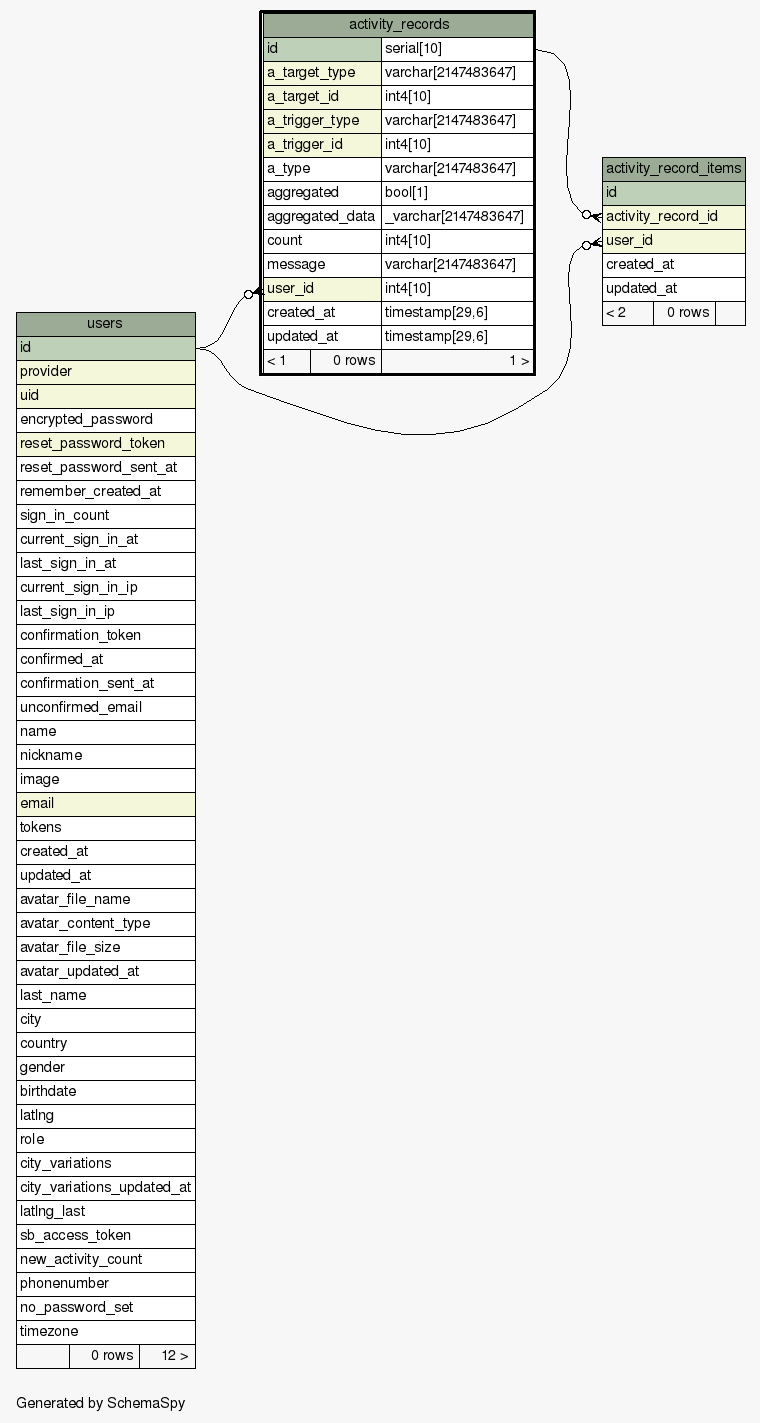 activity_records
id serial[10]
a_target_type varchar[2147483647]
a_target_id int4[10]
a_trigger_type varchar[2147483647]
a_trigger_id int4[10]
a_type varchar[2147483647]
aggregated bool[1]
aggregated_data _varchar[2147483647]
count int4[10]
message varchar[2147483647]
user_id int4[10]
created_at timestamp[29,6]
updated_at timestamp[29,6]
< 1 0 rows 1 >
activity_record_items
id
activity_record_id
user_id
created_at
updated_at
< 2 0 rows
users
id
provider
uid
encrypted_password
reset_password_token
reset_password_sent_at
remember_created_at
sign_in_count
current_sign_in_at
last_sign_in_at
current_sign_in_ip
last_sign_in_ip
confirmation_token
confirmed_at
confirmation_sent_at
unconfirmed_email
name
nickname
image
email
tokens
created_at
updated_at
avatar_file_name
avatar_content_type
avatar_file_size
avatar_updated_at
last_name
city
country
gender
birthdate
latlng
role
city_variations
city_variations_updated_at
latlng_last
sb_access_token
new_activity_count
phonenumber
no_password_set
timezone
0 rows 12 >
Generated by SchemaSpy